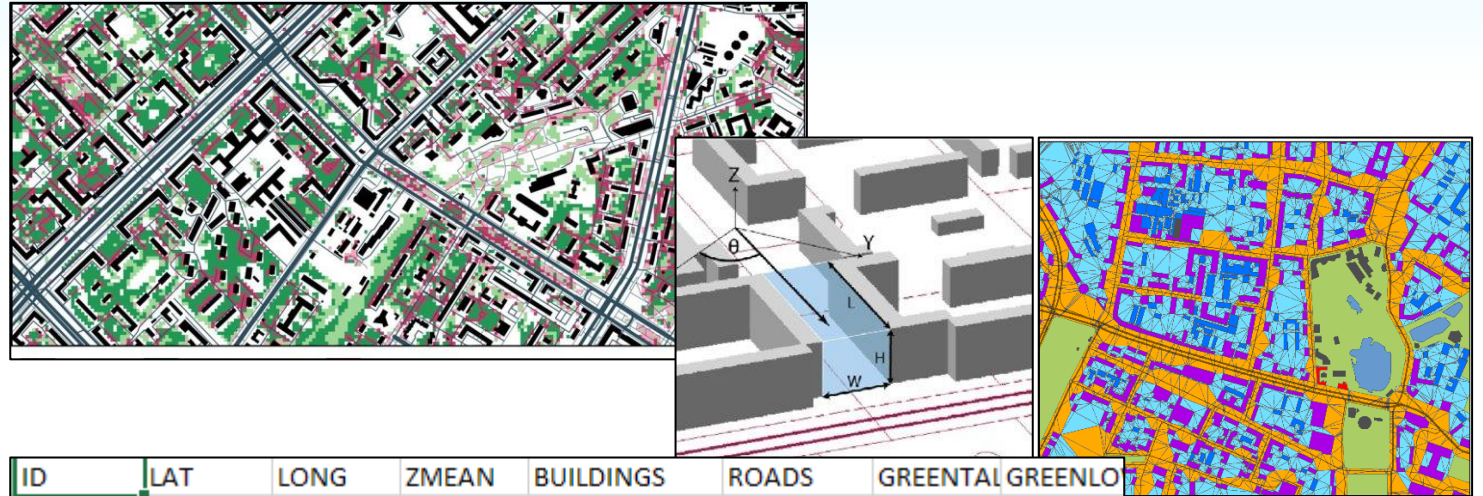 Z
θ
Y
L
H
W
ID LAT LONG ZMEAN BUILDINGS ROADS GREENTAL GREENLO